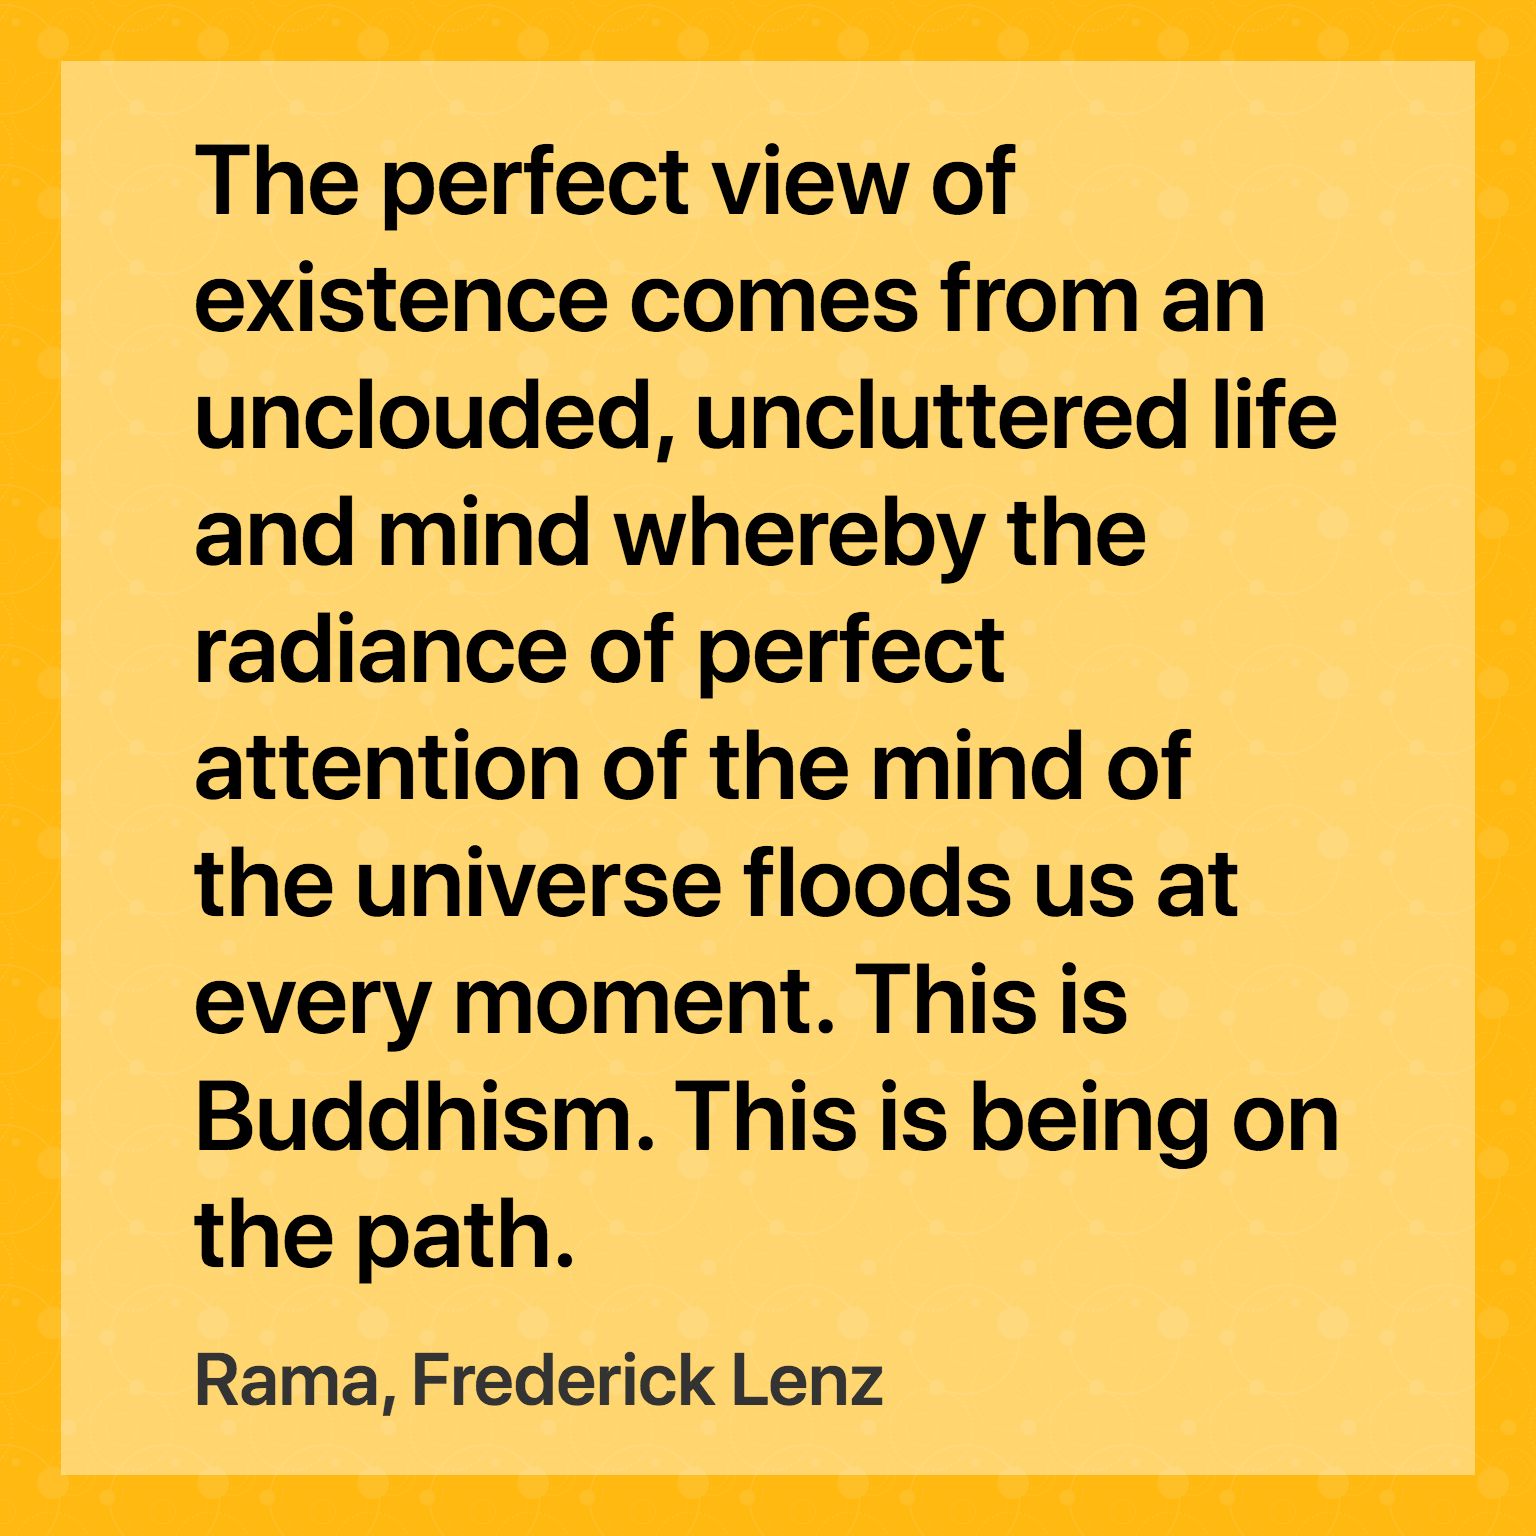 The perfect view of
existence comes from an
unclouded, uncluttered life
and mind whereby the
radiance of perfect
attention of the mind of
the universe floods us at
every moment. This is
Buddhism. This is being on
the path.
Rama, Frederick Lenz